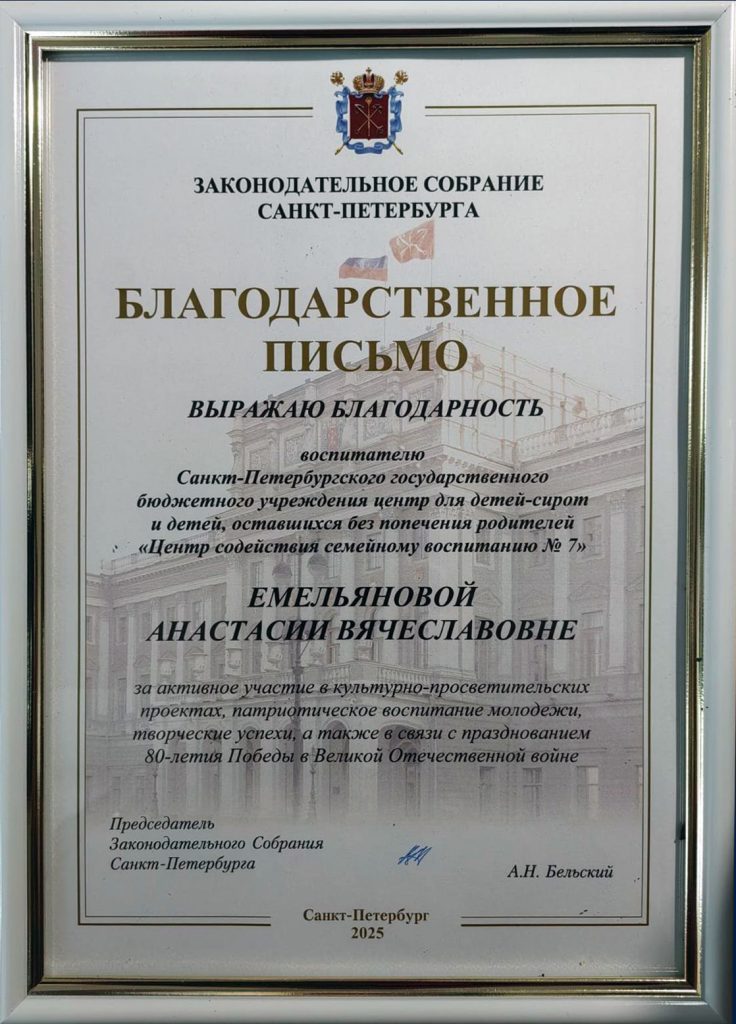 ЗАКОНОДАТЕЛЬНОЕ СОБРАНИЕ
САНКТ-ПЕТЕРБУРГА
БЛАГОДАРСТВЕННОЕ
ПИСЬМО
ВЫРАЖАЮ БЛАГОДАРНОСТЬ
воспитателю
Санкт-Петербургского государственного
бюджетного учреждения центр для детей-сирот
и детей, оставшихся без попечения родителей
«Центр содействия семейному воспитанию № 7»
ЕМЕЛЬЯНОВОЙ
АНАСТАСИИ ВЯЧЕСЛАВОВНЕ
за активное участие в культурно-просветительских
проектах, патриотическое воспитание молодежи,
творческие успехи, а также в связи с празднованием
80-летия Победы в Великой Отечественной войне
Председатель
Законодательного Собрания
Санкт-Петербурга
А.Н. Бельский
Санкт-Петербург
2025